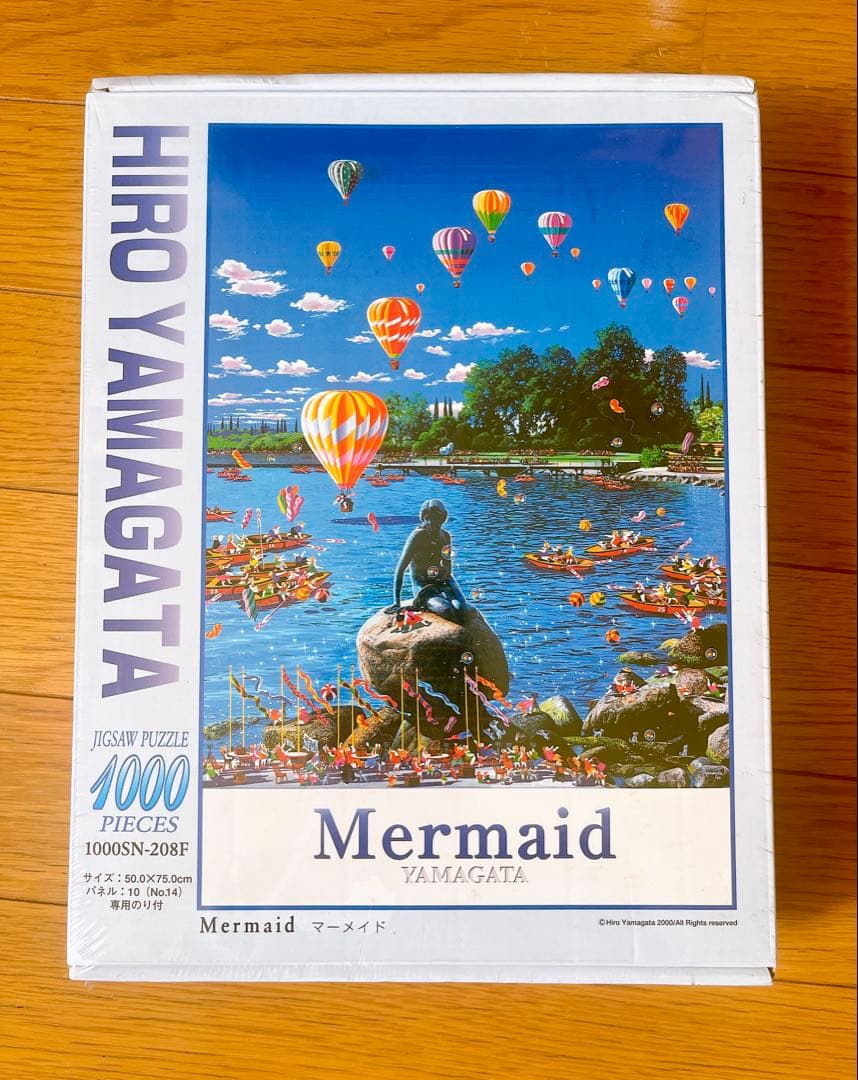 HIRO YAMAGATA
JIGSAW PUZZLE
1000
PIECES
1000SN-208F
サイズ：50.0×75.0cm
パネル：10（No.14）
専用のり付
Mermaid
YAMAGATA
Mermaid マーメイド
©Hiro Yamagata 2000/All Rights reserved